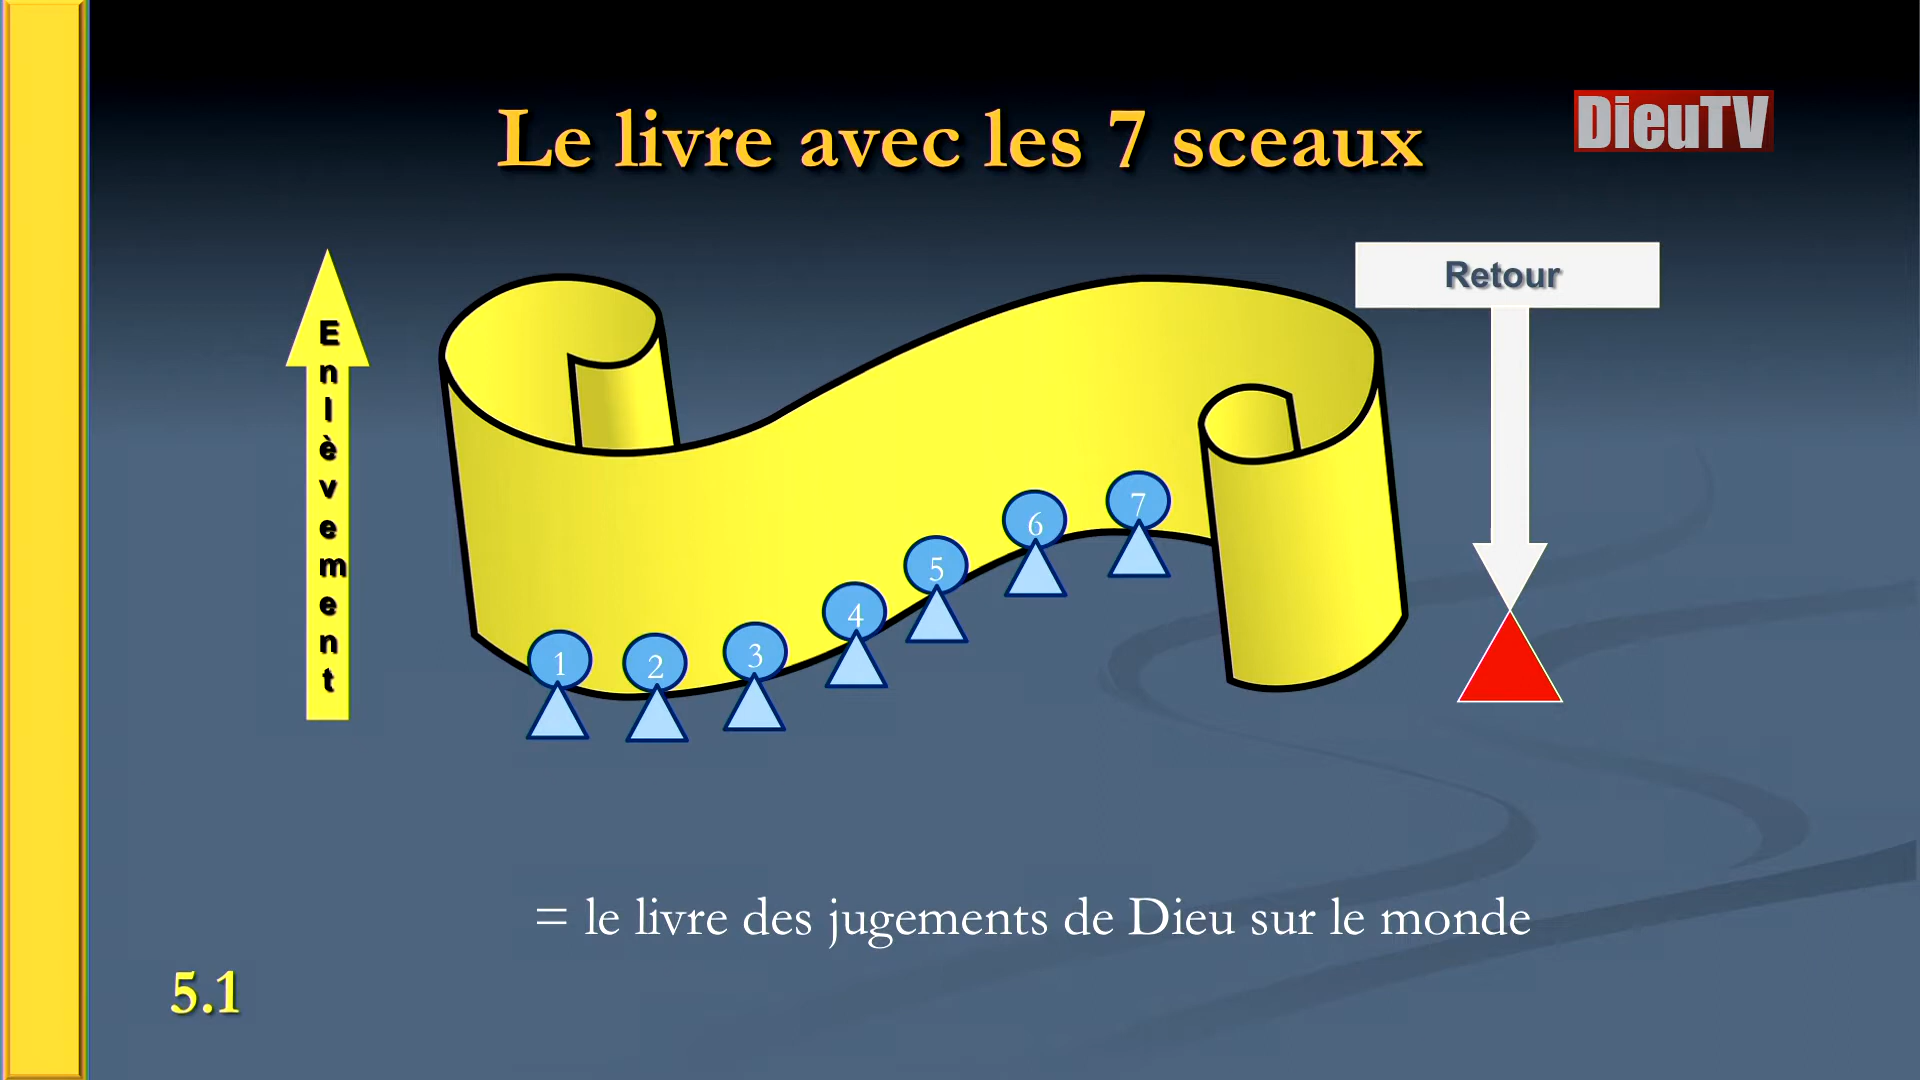 Le livre avec les 7 sceaux
DieuTV
Retour
Enlèvement
1
2
3
4
5
6
7
= le livre des jugements de Dieu sur le monde
5.1